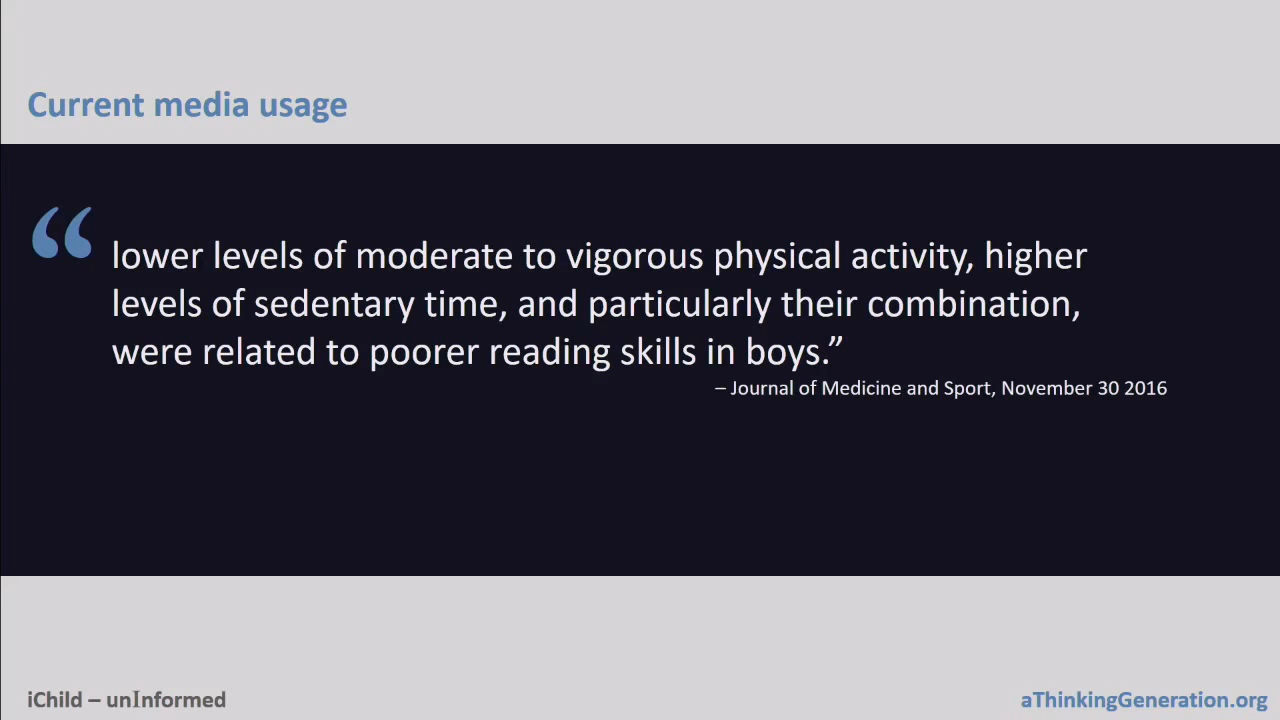 Current media usage
“ lower levels of moderate to vigorous physical activity, higher
levels of sedentary time, and particularly their combination,
were related to poorer reading skills in boys.”
– Journal of Medicine and Sport, November 30 2016
iChild – unInformed
aThinkingGeneration.org